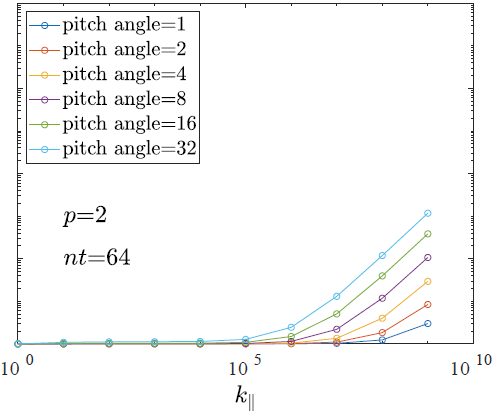 pitch angle=1
pitch angle=2
pitch angle=4
pitch angle=8
pitch angle=16
pitch angle=32
p=2
nt=64
10^0 10^5 10^10
k_∥